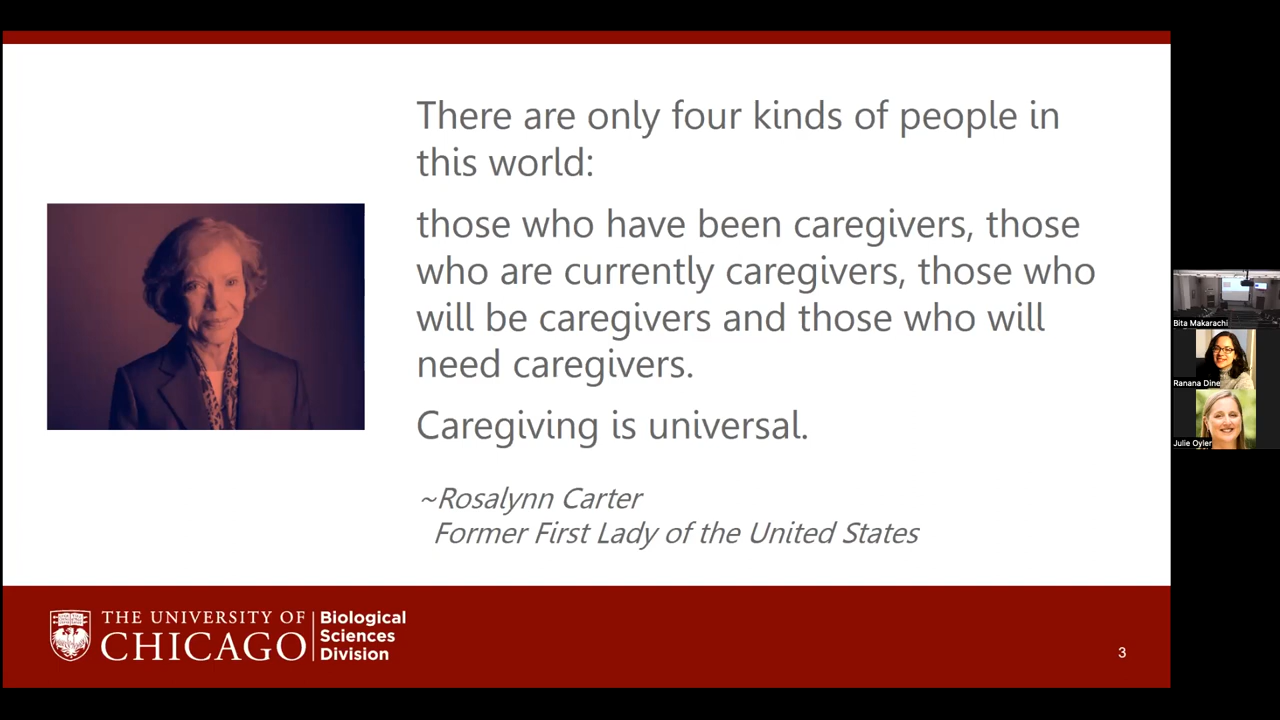 There are only four kinds of people in
this world:
those who have been caregivers, those
who are currently caregivers, those who
will be caregivers and those who will
need caregivers.
Caregiving is universal.
~Rosalynn Carter
Former First Lady of the United States
THE UNIVERSITY OF
CHICAGO
Biological
Sciences
Division
3
Bita Makarachi
Ranana Dine
Julie Oyler